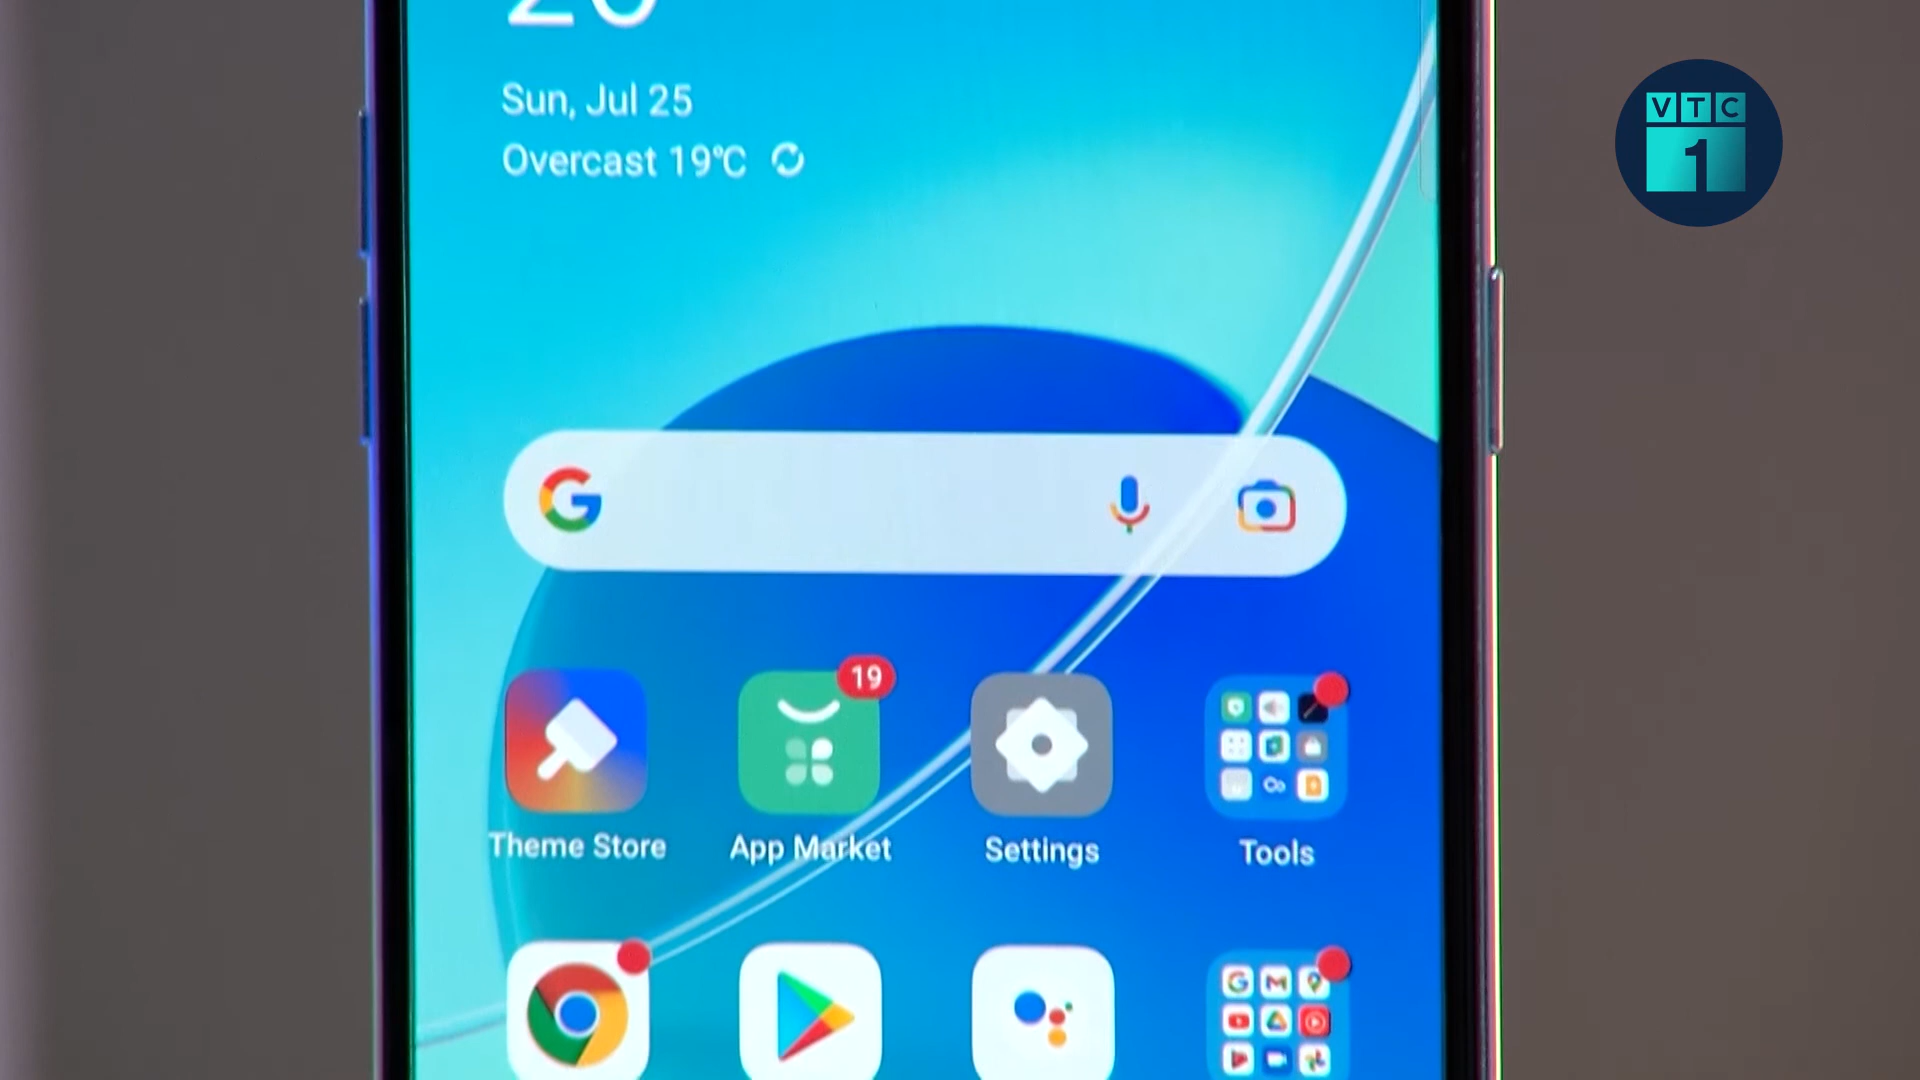 Sun, Jul 25
Overcast 19℃
VTC
1
G
19
Theme Store
App Market
Settings
Tools